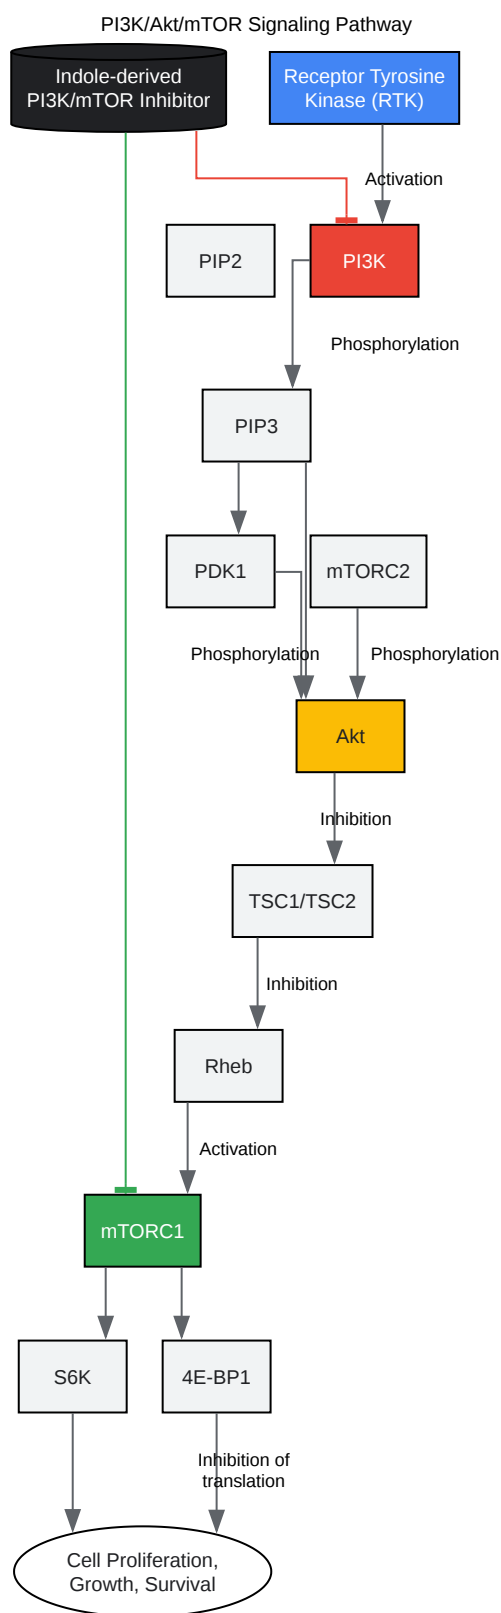 PI3K/Akt/mTOR Signaling Pathway
Indole-derived
PI3K/mTOR Inhibitor
Receptor Tyrosine
Kinase (RTK)
Activation
PIP2
PI3K
Phosphorylation
PIP3
PDK1
mTORC2
Phosphorylation
Phosphorylation
Akt
Inhibition
TSC1/TSC2
Inhibition
Rheb
Activation
mTORC1
S6K
4E-BP1
Inhibition of
translation
Cell Proliferation,
Growth, Survival